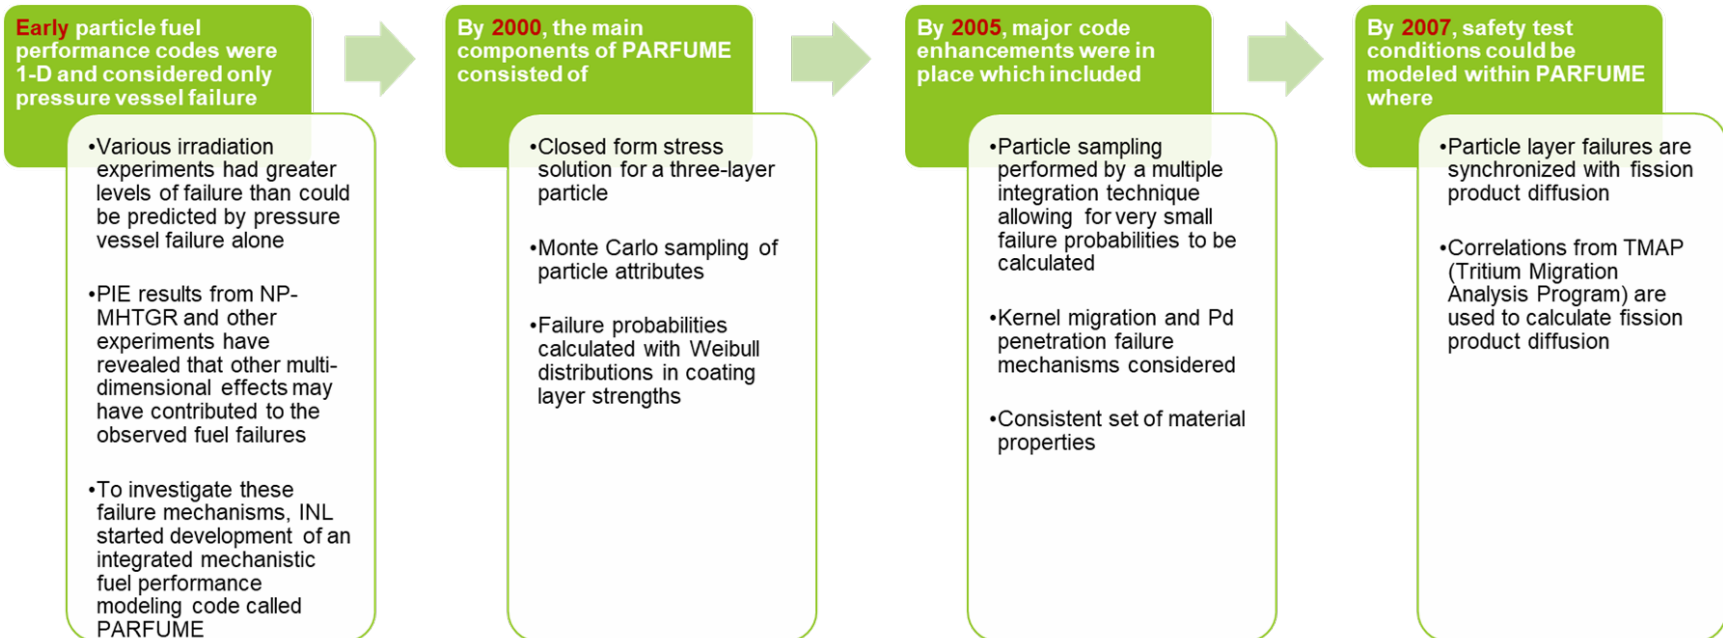 Early particle fuel
performance codes were
1-D and considered only
pressure vessel failure
•Various irradiation
experiments had greater
levels of failure than could
be predicted by pressure
vessel failure alone
•PIE results from NP-
MHTGR and other
experiments have
revealed that other multi-
dimensional effects may
have contributed to the
observed fuel failures
•To investigate these
failure mechanisms, INL
started development of an
integrated mechanistic
fuel performance
modeling code called
PARFUME
By 2000, the main
components of PARFUME
consisted of
•Closed form stress
solution for a three-layer
particle
•Monte Carlo sampling of
particle attributes
•Failure probabilities
calculated with Weibull
distributions in coating
layer strengths
By 2005, major code
enhancements were in
place which included
•Particle sampling
performed by a multiple
integration technique
allowing for very small
failure probabilities to be
calculated
•Kernel migration and Pd
penetration failure
mechanisms considered
•Consistent set of material
properties
By 2007, safety test
conditions could be
modeled within PARFUME
where
•Particle layer failures are
synchronized with fission
product diffusion
•Correlations from TMAP
(Tritium Migration
Analysis Program) are
used to calculate fission
product diffusion